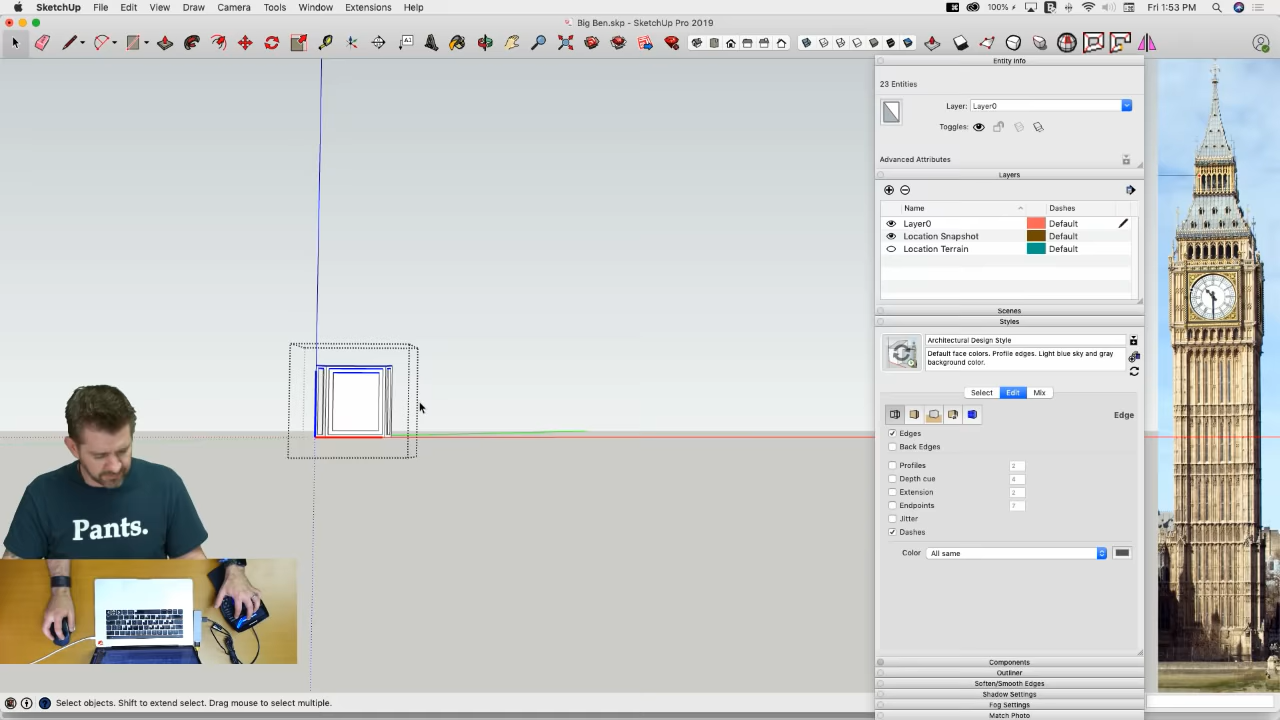 SketchUp File Edit View Draw Camera Tools Window Extensions Help 100% Fri 1:53 PM
Big Ben.skp - SketchUp Pro 2019
Entity Info
23 Entities
Layer: Layer0
Toggles:
Advanced Attributes
Layers
Name Dashes
Layer0 Default
Location Snapshot Default
Location Terrain Default
Scenes
Styles
Architectural Design Style
Default face colors. Profile edges. Light blue sky and gray
background color.
Select Edit Mix
Edge
Edges
Back Edges
Profiles 2
Depth cue 4
Extension 2
Endpoints 7
Jitter
Dashes
Color All same
Components
Outliner
Soften/Smooth Edges
Shadow Settings
Fog Settings
Match Photo
Pants.
Select objects. Shift to extend select. Drag mouse to select multiple.